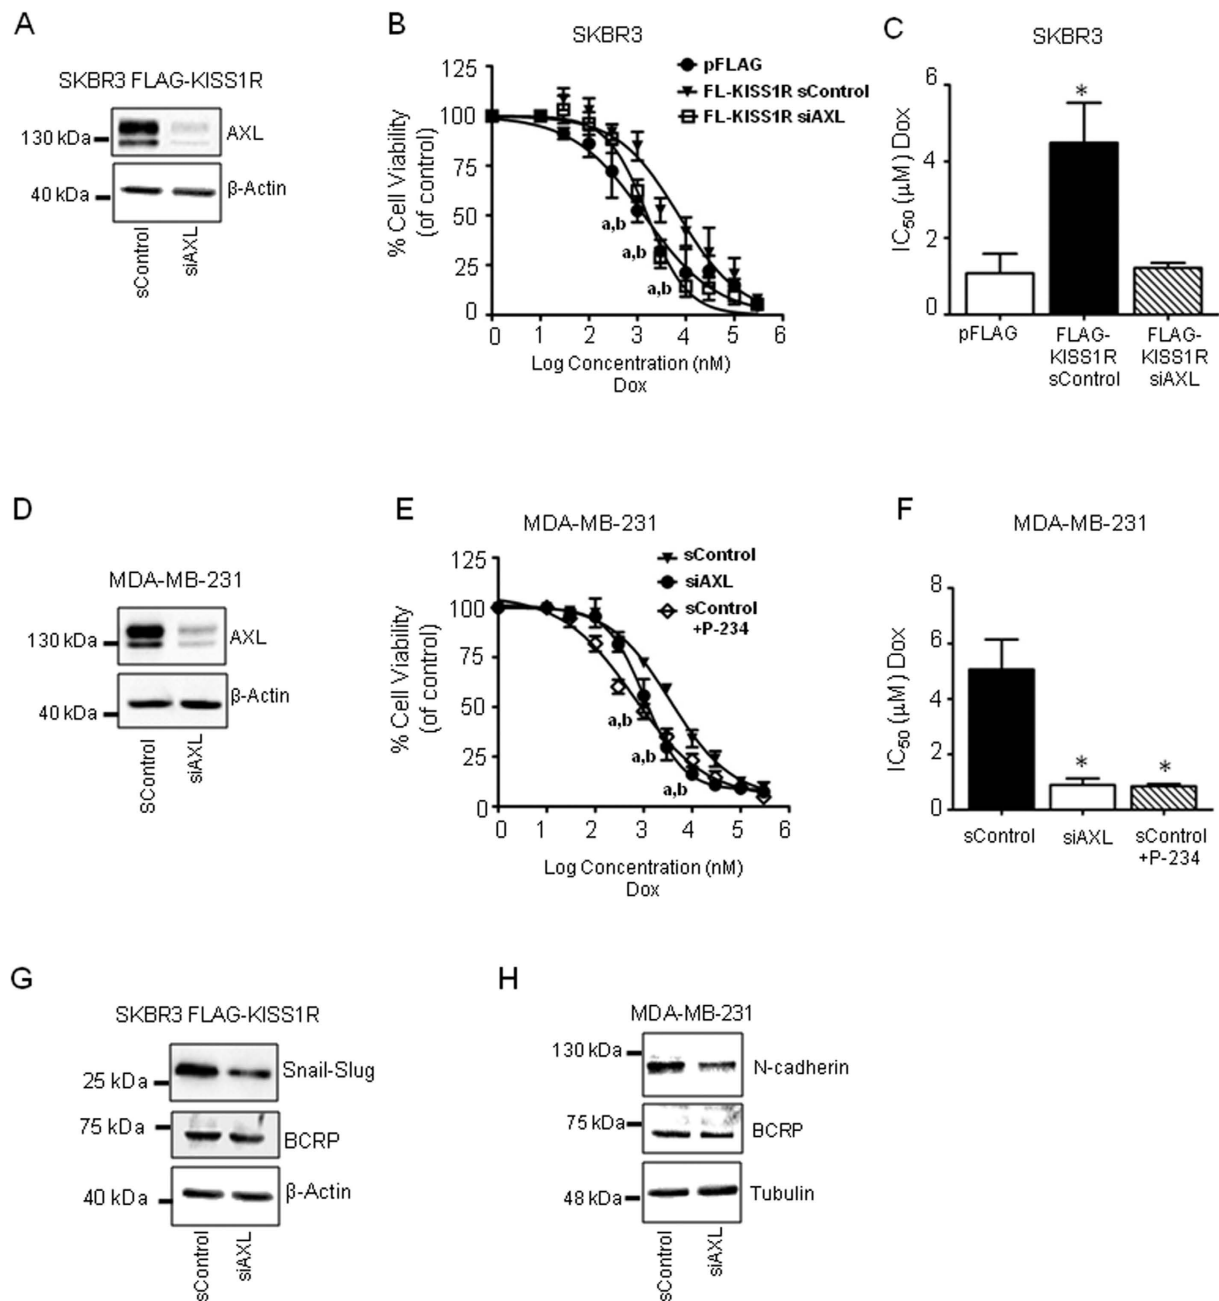 A
SKBR3 FLAG-KISS1R
130 kDa
AXL
40 kDa
β-Actin
sControl
siAXL
B
SKBR3
pFLAG
FL-KISS1R sControl
FL-KISS1R siAXL
% Cell Viability
(of control)
125
100
75
50
25
0
a,b
a,b
a,b
0 1 2 3 4 5 6
Log Concentration (nM)
Dox
C
SKBR3
IC50 (µM) Dox
6
4
2
0
*
pFLAG
FLAG-
KISS1R
sControl
FLAG-
KISS1R
siAXL
D
MDA-MB-231
130 kDa
AXL
40 kDa
β-Actin
sControl
siAXL
E
MDA-MB-231
sControl
siAXL
sControl
+P-234
% Cell Viability
(of control)
125
100
75
50
25
0
a,b
a,b
a,b
0 1 2 3 4 5 6
Log Concentration (nM)
Dox
F
MDA-MB-231
IC50 (µM) Dox
8
6
4
2
0
* *
sControl
siAXL
sControl
+P-234
G
SKBR3 FLAG-KISS1R
Snail-Slug
25 kDa
75 kDa
BCRP
40 kDa
β-Actin
sControl
siAXL
H
MDA-MB-231
130 kDa
N-cadherin
75 kDa
BCRP
48 kDa
Tubulin
sControl
siAXL